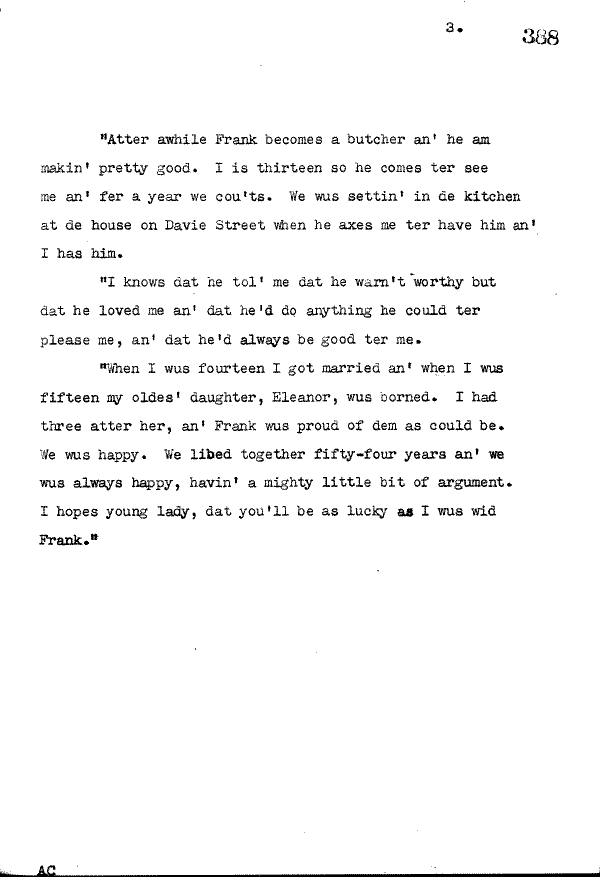 3.
388
"Atter awhile Frank becomes a butcher an' he am
makin' pretty good. I is thirteen so he comes ter see
me an' fer a year we cou'ts. We wus settin' in de kitchen
at de house on Davie Street when he axes me ter have him an'
I has him.
"I knows dat he tol' me dat he warn't worthy but
dat he loved me an' dat he'd do anything he could ter
please me, an' dat he'd always be good ter me.
"When I wus fourteen I got married an' when I wus
fifteen my oldes' daughter, Eleanor, wus borned. I had
three atter her, an' Frank wus proud of dem as could be.
We wus happy. We libed together fifty-four years an' we
wus always happy, havin' a mighty little bit of argument.
I hopes young lady, dat you'll be as lucky as I wus wid
Frank."
AC